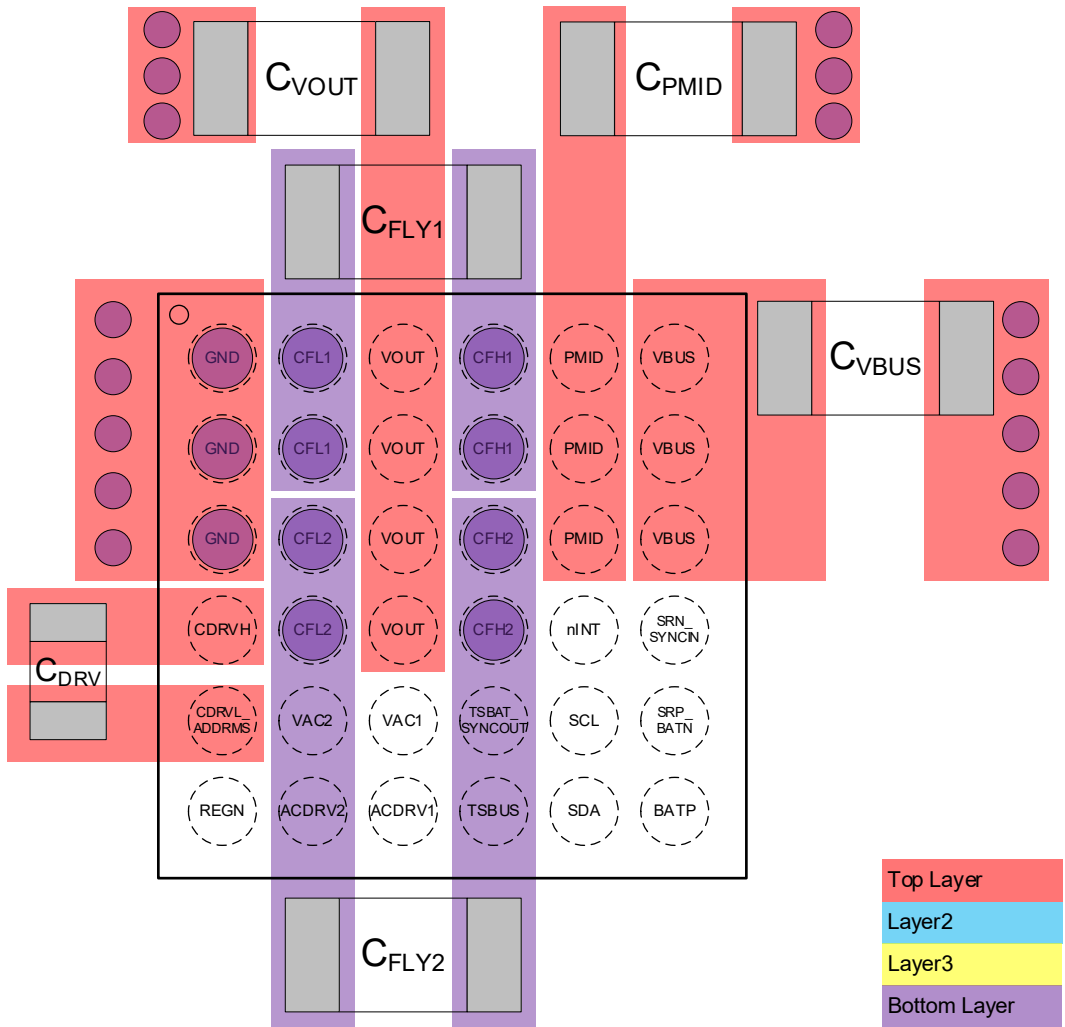 CVOUT
CPMID
CFLY1
GND CFL1 VOUT CFH1 PMID VBUS
CVBUS
GND CFL1 VOUT CFH1 PMID VBUS
GND CFL2 VOUT CFH2 PMID VBUS
CDRVH CFL2 VOUT CFH2 nINT SRN_
SYNCIN
CDRV
CDRVL_
ADDRMS VAC2 VAC1 TSBAT_
SYNCOUT SCL SRP_
BATN
REGN ACDRV2 ACDRV1 TSBUS SDA BATP
CFLY2
Top Layer
Layer2
Layer3
Bottom Layer